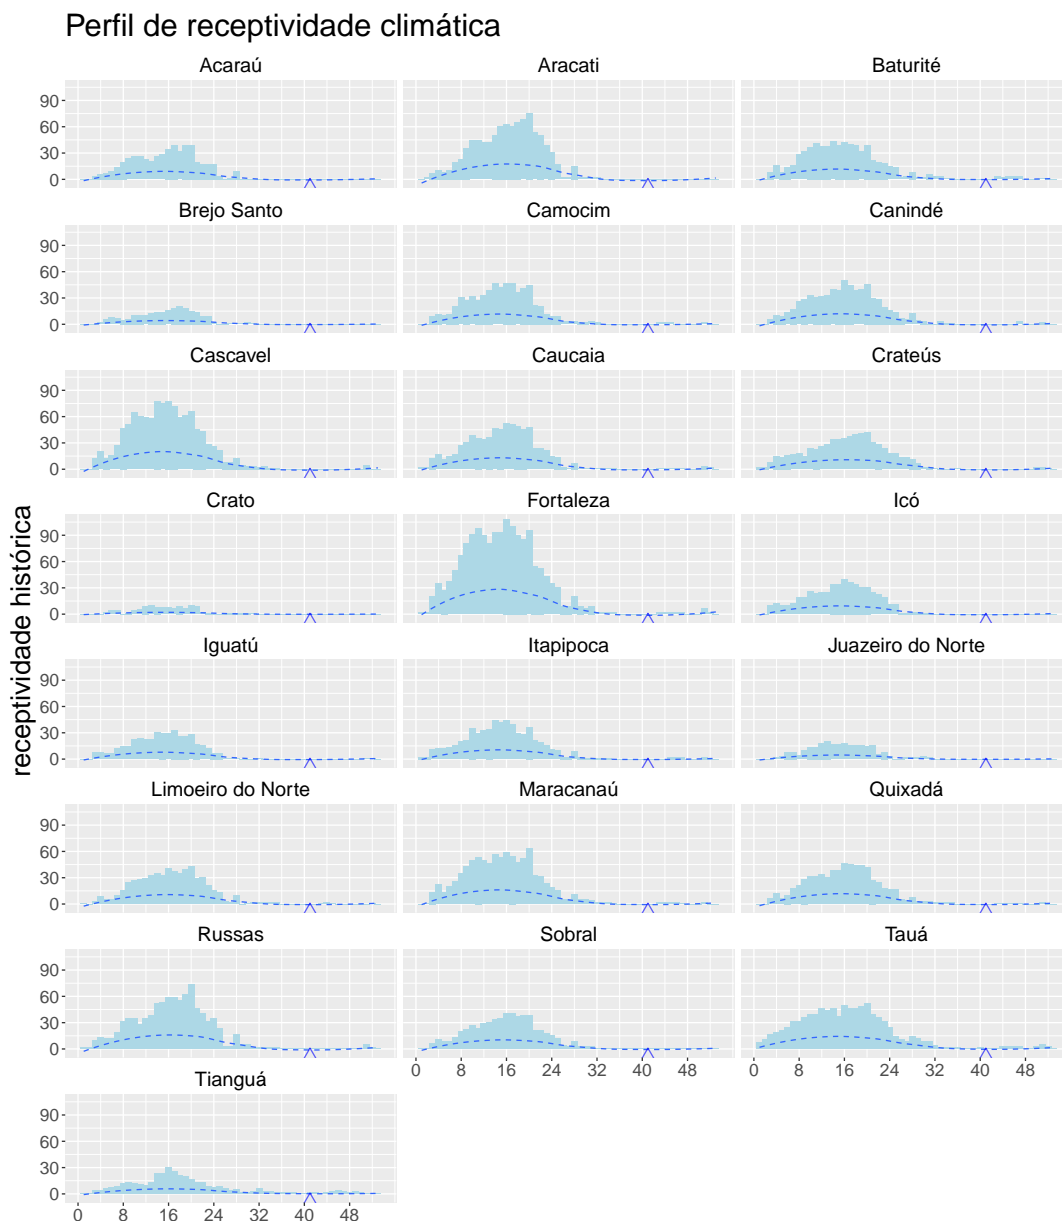 Perfil de receptividade climática
Acaraú Aracati Baturité
90
60
30
0
Brejo Santo Camocim Canindé
90
60
30
0
Cascavel Caucaia Crateús
90
60
30
0
Crato Fortaleza Icó
90
60
30
0
receptividade histórica
Iguatú Itapipoca Juazeiro do Norte
90
60
30
0
Limoeiro do Norte Maracanaú Quixadá
90
60
30
0
Russas Sobral Tauá
90
60
30
0
0 8 16 24 32 40 48 0 8 16 24 32 40 48
Tianguá
90
60
30
0
0 8 16 24 32 40 48